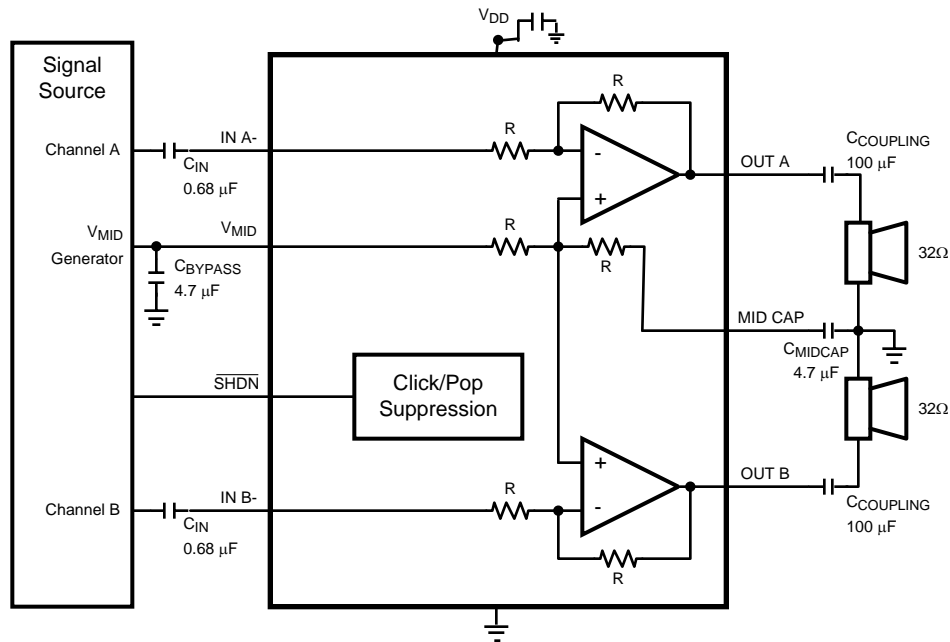 VDD
Signal
Source
R
Channel A
IN A-
R
CIN
0.68 μF
-
+
OUT A
CCOUPLING
100 μF
VMID
Generator
VMID
R
R
CBYPASS
4.7 μF
32Ω
MID CAP
CMIDCAP
4.7 μF
SHDN
Click/Pop
Suppression
32Ω
+
-
OUT B
Channel B
IN B-
R
CIN
0.68 μF
CCOUPLING
100 μF
R